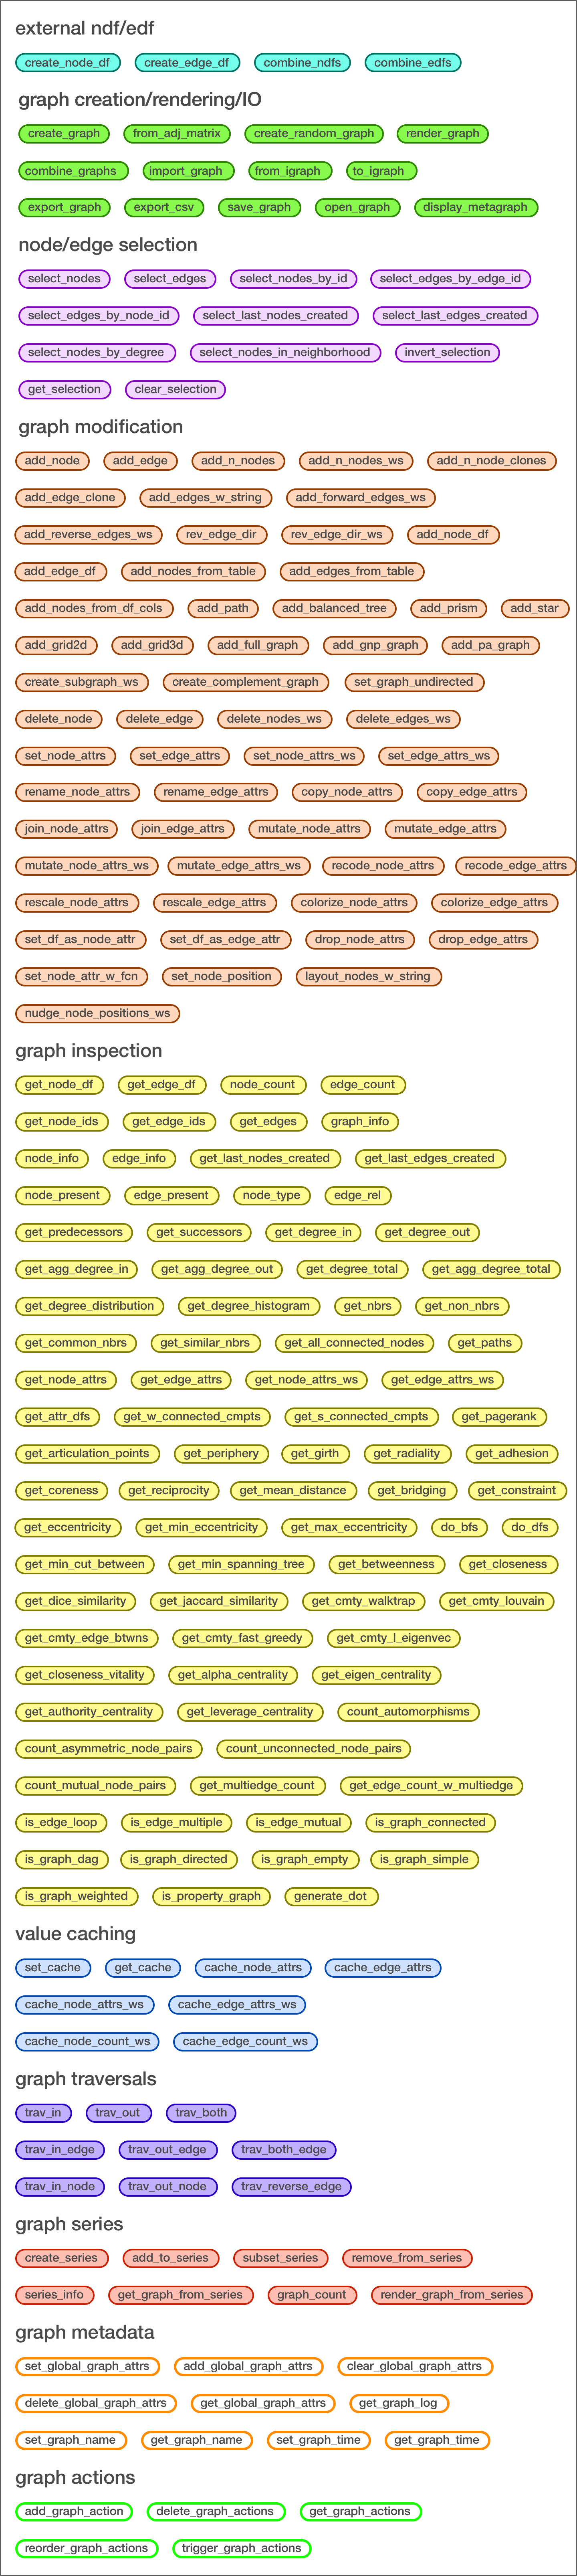 external ndf/edf
create_node_df create_edge_df combine_ndfs combine_edfs
graph creation/rendering/IO
create_graph from_adj_matrix create_random_graph render_graph
combine_graphs import_graph from_igraph to_igraph
export_graph export_csv save_graph open_graph display_metagraph
node/edge selection
select_nodes select_edges select_nodes_by_id select_edges_by_edge_id
select_edges_by_node_id select_last_nodes_created select_last_edges_created
select_nodes_by_degree select_nodes_in_neighborhood invert_selection
get_selection clear_selection
graph modification
add_node add_edge add_n_nodes add_n_nodes_ws add_n_node_clones
add_edge_clone add_edges_w_string add_forward_edges_ws
add_reverse_edges_ws rev_edge_dir rev_edge_dir_ws add_node_df
add_edge_df add_nodes_from_table add_edges_from_table
add_nodes_from_df_cols add_path add_balanced_tree add_prism add_star
add_grid2d add_grid3d add_full_graph add_gnp_graph add_pa_graph
create_subgraph_ws create_complement_graph set_graph_undirected
delete_node delete_edge delete_nodes_ws delete_edges_ws
set_node_attrs set_edge_attrs set_node_attrs_ws set_edge_attrs_ws
rename_node_attrs rename_edge_attrs copy_node_attrs copy_edge_attrs
join_node_attrs join_edge_attrs mutate_node_attrs mutate_edge_attrs
mutate_node_attrs_ws mutate_edge_attrs_ws recode_node_attrs recode_edge_attrs
rescale_node_attrs rescale_edge_attrs colorize_node_attrs colorize_edge_attrs
set_df_as_node_attr set_df_as_edge_attr drop_node_attrs drop_edge_attrs
set_node_attr_w_fcn set_node_position layout_nodes_w_string
nudge_node_positions_ws
graph inspection
get_node_df get_edge_df node_count edge_count
get_node_ids get_edge_ids get_edges graph_info
node_info edge_info get_last_nodes_created get_last_edges_created
node_present edge_present node_type edge_rel
get_predecessors get_successors get_degree_in get_degree_out
get_agg_degree_in get_agg_degree_out get_degree_total get_agg_degree_total
get_degree_distribution get_degree_histogram get_nbrs get_non_nbrs
get_common_nbrs get_similar_nbrs get_all_connected_nodes get_paths
get_node_attrs get_edge_attrs get_node_attrs_ws get_edge_attrs_ws
get_attr_dfs get_w_connected_cmpts get_s_connected_cmpts get_pagerank
get_articulation_points get_periphery get_girth get_radiality get_adhesion
get_coreness get_reciprocity get_mean_distance get_bridging get_constraint
get_eccentricity get_min_eccentricity get_max_eccentricity do_bfs do_dfs
get_min_cut_between get_min_spanning_tree get_betweenness get_closeness
get_dice_similarity get_jaccard_similarity get_cmty_walktrap get_cmty_louvain
get_cmty_edge_btwns get_cmty_fast_greedy get_cmty_l_eigenvec
get_closeness_vitality get_alpha_centrality get_eigen_centrality
get_authority_centrality get_leverage_centrality count_automorphisms
count_asymmetric_node_pairs count_unconnected_node_pairs
count_mutual_node_pairs get_multiedge_count get_edge_count_w_multiedge
is_edge_loop is_edge_multiple is_edge_mutual is_graph_connected
is_graph_dag is_graph_directed is_graph_empty is_graph_simple
is_graph_weighted is_property_graph generate_dot
value caching
set_cache get_cache cache_node_attrs cache_edge_attrs
cache_node_attrs_ws cache_edge_attrs_ws
cache_node_count_ws cache_edge_count_ws
graph traversals
trav_in trav_out trav_both
trav_in_edge trav_out_edge trav_both_edge
trav_in_node trav_out_node trav_reverse_edge
graph series
create_series add_to_series subset_series remove_from_series
series_info get_graph_from_series graph_count render_graph_from_series
graph metadata
set_global_graph_attrs add_global_graph_attrs clear_global_graph_attrs
delete_global_graph_attrs get_global_graph_attrs get_graph_log
set_graph_name get_graph_name set_graph_time get_graph_time
graph actions
add_graph_action delete_graph_actions get_graph_actions
reorder_graph_actions trigger_graph_actions